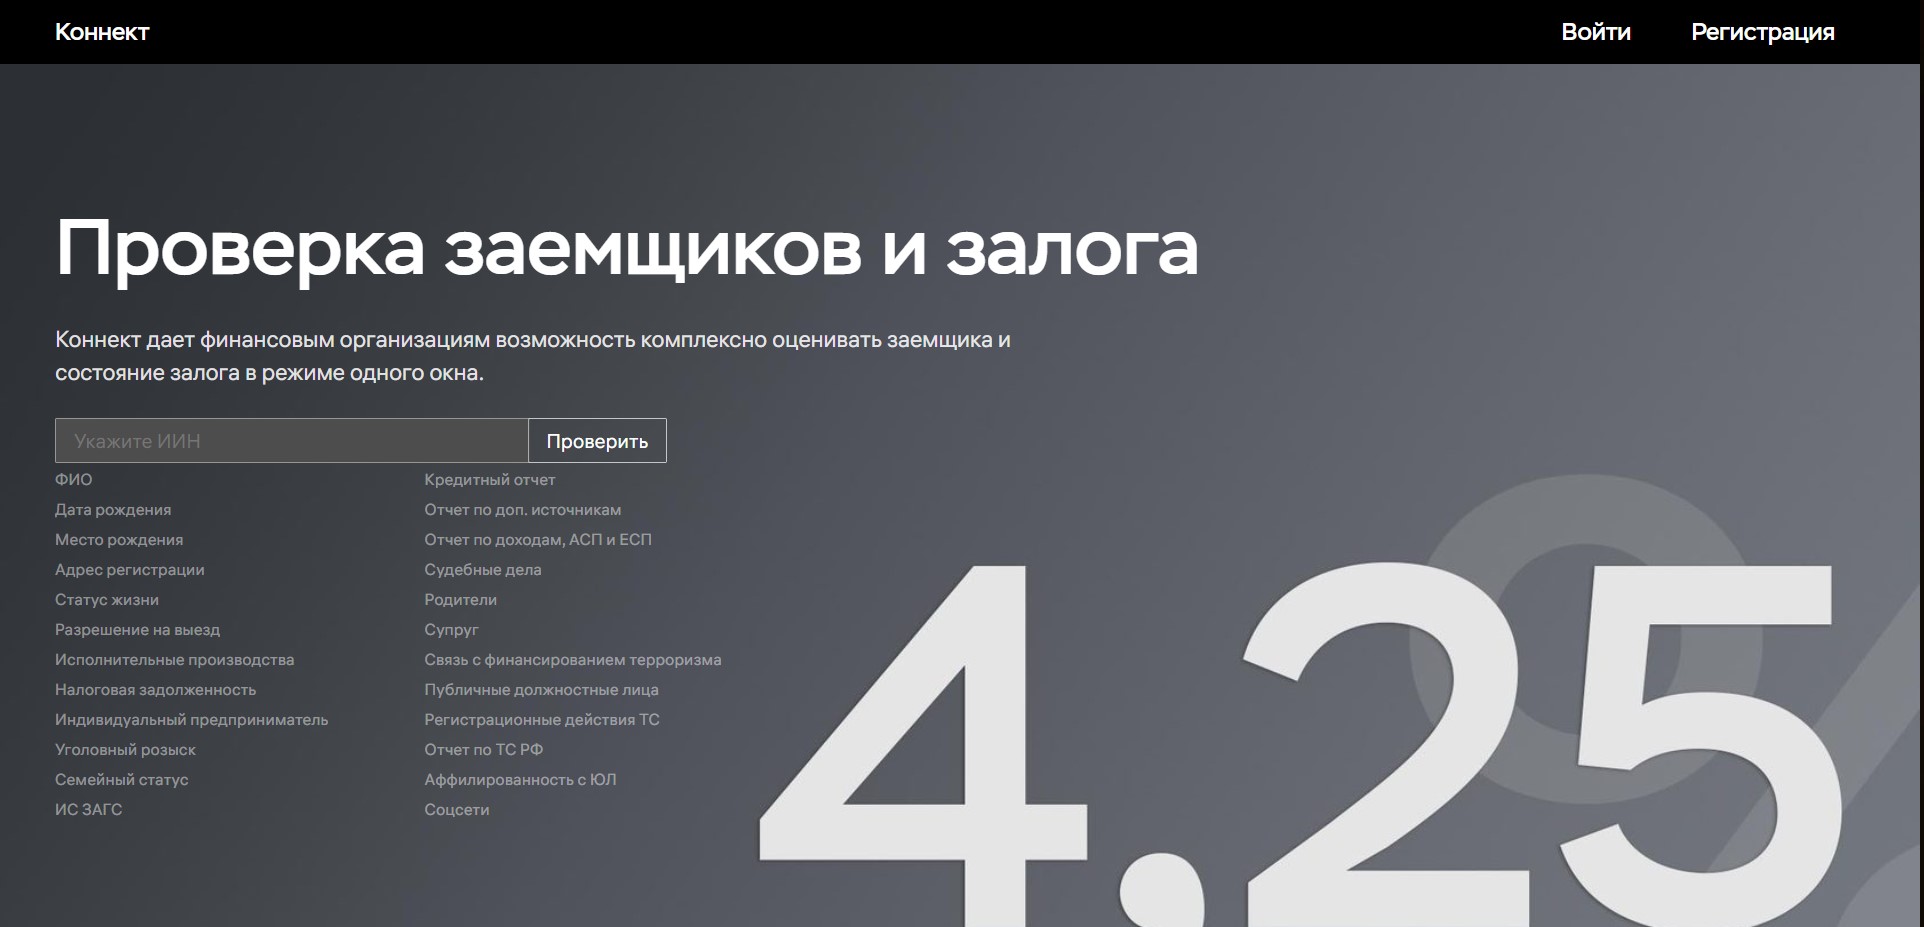 Коннект
Войти
Регистрация
Проверка заемщиков и залога
Коннект дает финансовым организациям возможность комплексно оценивать заемщика и
состояние залога в режиме одного окна.
Укажите ИИН
Проверить
ФИО
Дата рождения
Место рождения
Адрес регистрации
Статус жизни
Разрешение на выезд
Исполнительные производства
Налоговая задолженность
Индивидуальный предприниматель
Уголовный розыск
Семейный статус
ИС ЗАГС
Кредитный отчет
Отчет по доп. источникам
Отчет по доходам, АСП и ЕСП
Судебные дела
Родители
Супруг
Связь с финансированием терроризма
Публичные должностные лица
Регистрационные действия ТС
Отчет по ТС РФ
Аффилированность с ЮЛ
Соцсети
4.25
%